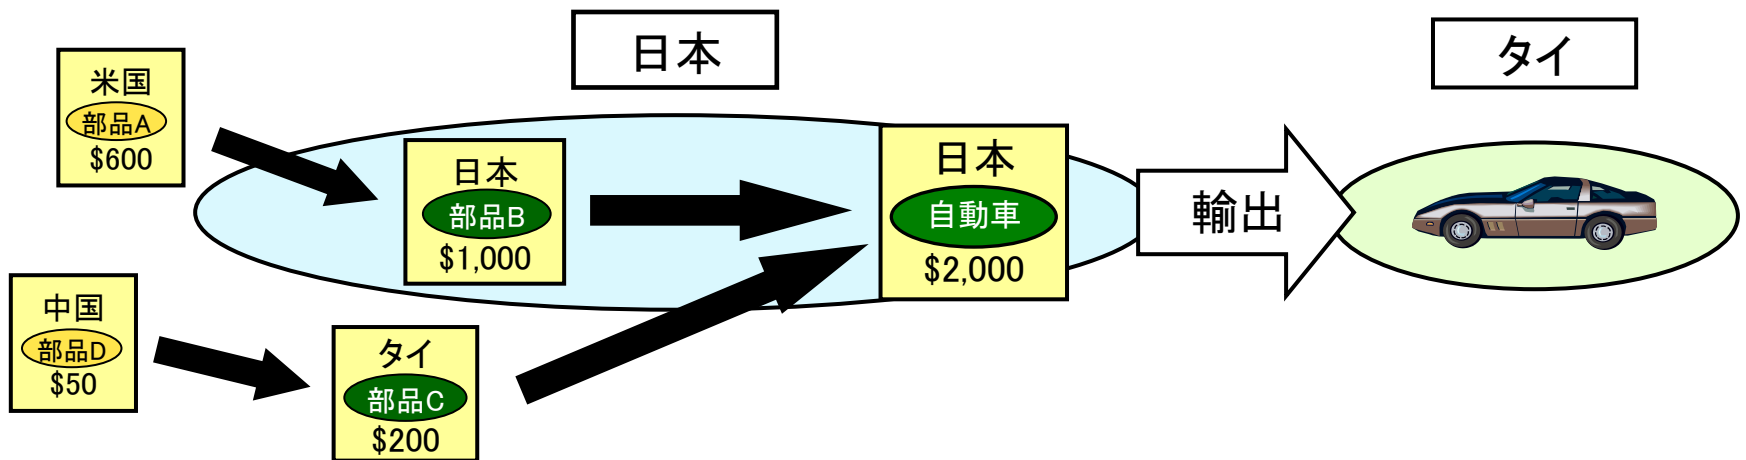 日本
タイ
米国
部品A
$600
日本
部品B
$1,000
日本
自動車
$2,000
輸出
中国
部品D
$50
タイ
部品C
$200